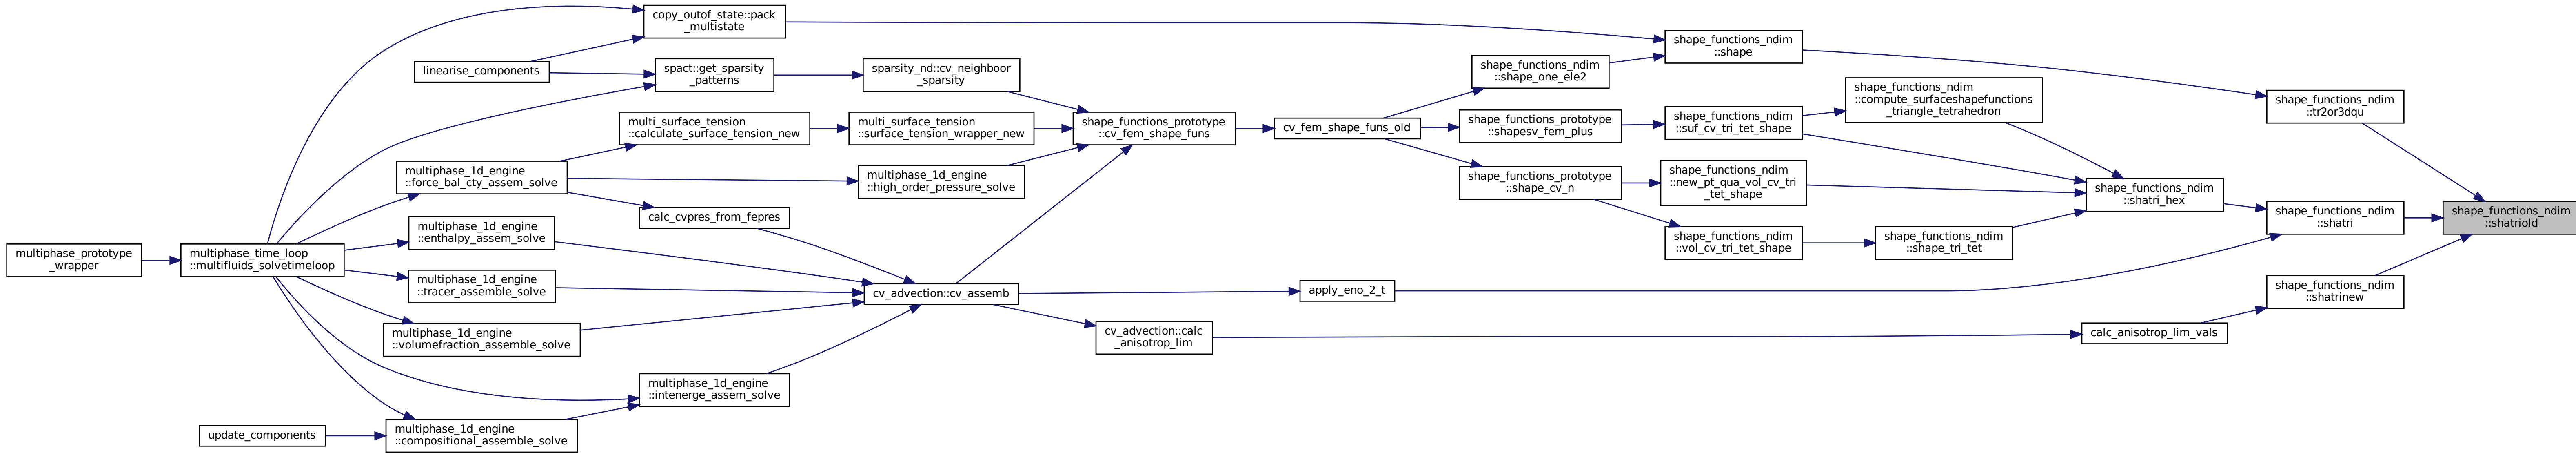 multiphase_prototype
_wrapper
multiphase_time_loop
::multifluids_solvetimeloop
copy_outof_state::pack
_multistate
linearise_components
spact::get_sparsity
_patterns
multi_surface_tension
::calculate_surface_tension_new
multiphase_1d_engine
::force_bal_cty_assem_solve
calc_cvpres_from_fepres
multiphase_1d_engine
::enthalpy_assem_solve
multiphase_1d_engine
::tracer_assemble_solve
multiphase_1d_engine
::volumefraction_assemble_solve
multiphase_1d_engine
::intenerge_assem_solve
multiphase_1d_engine
::compositional_assemble_solve
update_components
sparsity_nd::cv_neighboor
_sparsity
multi_surface_tension
::surface_tension_wrapper_new
multiphase_1d_engine
::high_order_pressure_solve
cv_advection::cv_assemb
shape_functions_prototype
::cv_fem_shape_funs
cv_advection::calc
_anisotrop_lim
cv_fem_shape_funs_old
apply_eno_2_t
shape_functions_ndim
::shape_one_ele2
shape_functions_prototype
::shapesv_fem_plus
shape_functions_prototype
::shape_cv_n
shape_functions_ndim
::shape
shape_functions_ndim
::suf_cv_tri_tet_shape
shape_functions_ndim
::new_pt_qua_vol_cv_tri
_tet_shape
shape_functions_ndim
::vol_cv_tri_tet_shape
shape_functions_ndim
::compute_surfaceshapefunctions
_triangle_tetrahedron
shape_functions_ndim
::shape_tri_tet
shape_functions_ndim
::shatri_hex
calc_anisotrop_lim_vals
shape_functions_ndim
::tr2or3dqu
shape_functions_ndim
::shatri
shape_functions_ndim
::shatrinew
shape_functions_ndim
::shatriold